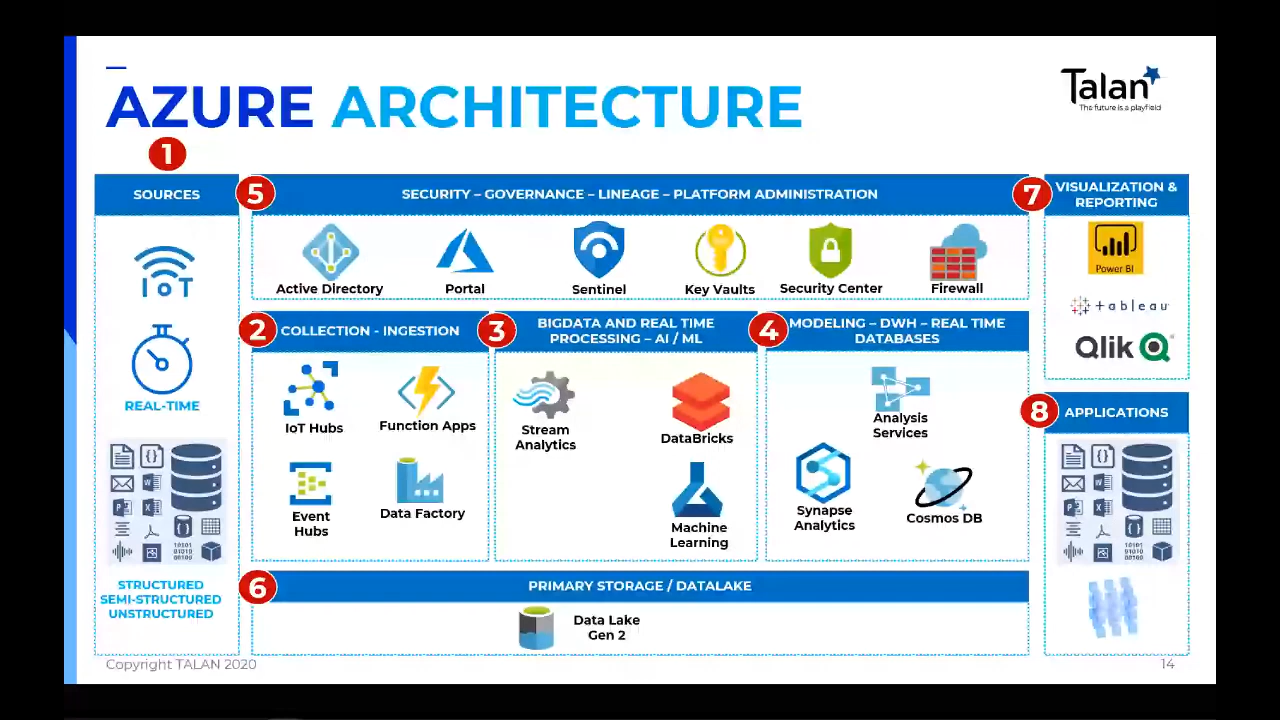 AZURE ARCHITECTURE
Talan
The future is a playfield
1
SOURCES
IoT
REAL-TIME
STRUCTURED
SEMI-STRUCTURED
UNSTRUCTURED
5
SECURITY – GOVERNANCE – LINEAGE – PLATFORM ADMINISTRATION
Active Directory
Portal
Sentinel
Key Vaults
Security Center
Firewall
2
COLLECTION - INGESTION
IoT Hubs
Function Apps
Event
Hubs
Data Factory
3
BIGDATA AND REAL TIME
PROCESSING – AI / ML
Stream
Analytics
DataBricks
Machine
Learning
4
MODELING – DWH – REAL TIME
DATABASES
Analysis
Services
Synapse
Analytics
Cosmos DB
6
PRIMARY STORAGE / DATALAKE
Data Lake
Gen 2
7
VISUALIZATION &
REPORTING
Power BI
+ableau
Qlik
8
APPLICATIONS
Copyright TALAN 2020
14